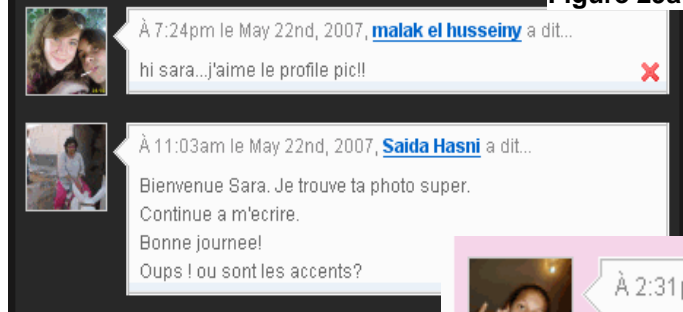 À 7:24pm le May 22nd, 2007, malak el husseiny a dit...
hi sara...j'aime le profile pic!!
À 11:03am le May 22nd, 2007, Saida Hasni a dit...
Bienvenue Sara. Je trouve ta photo super.
Continue a m'ecrire.
Bonne journee!
Oups ! ou sont les accents?
À 2:31